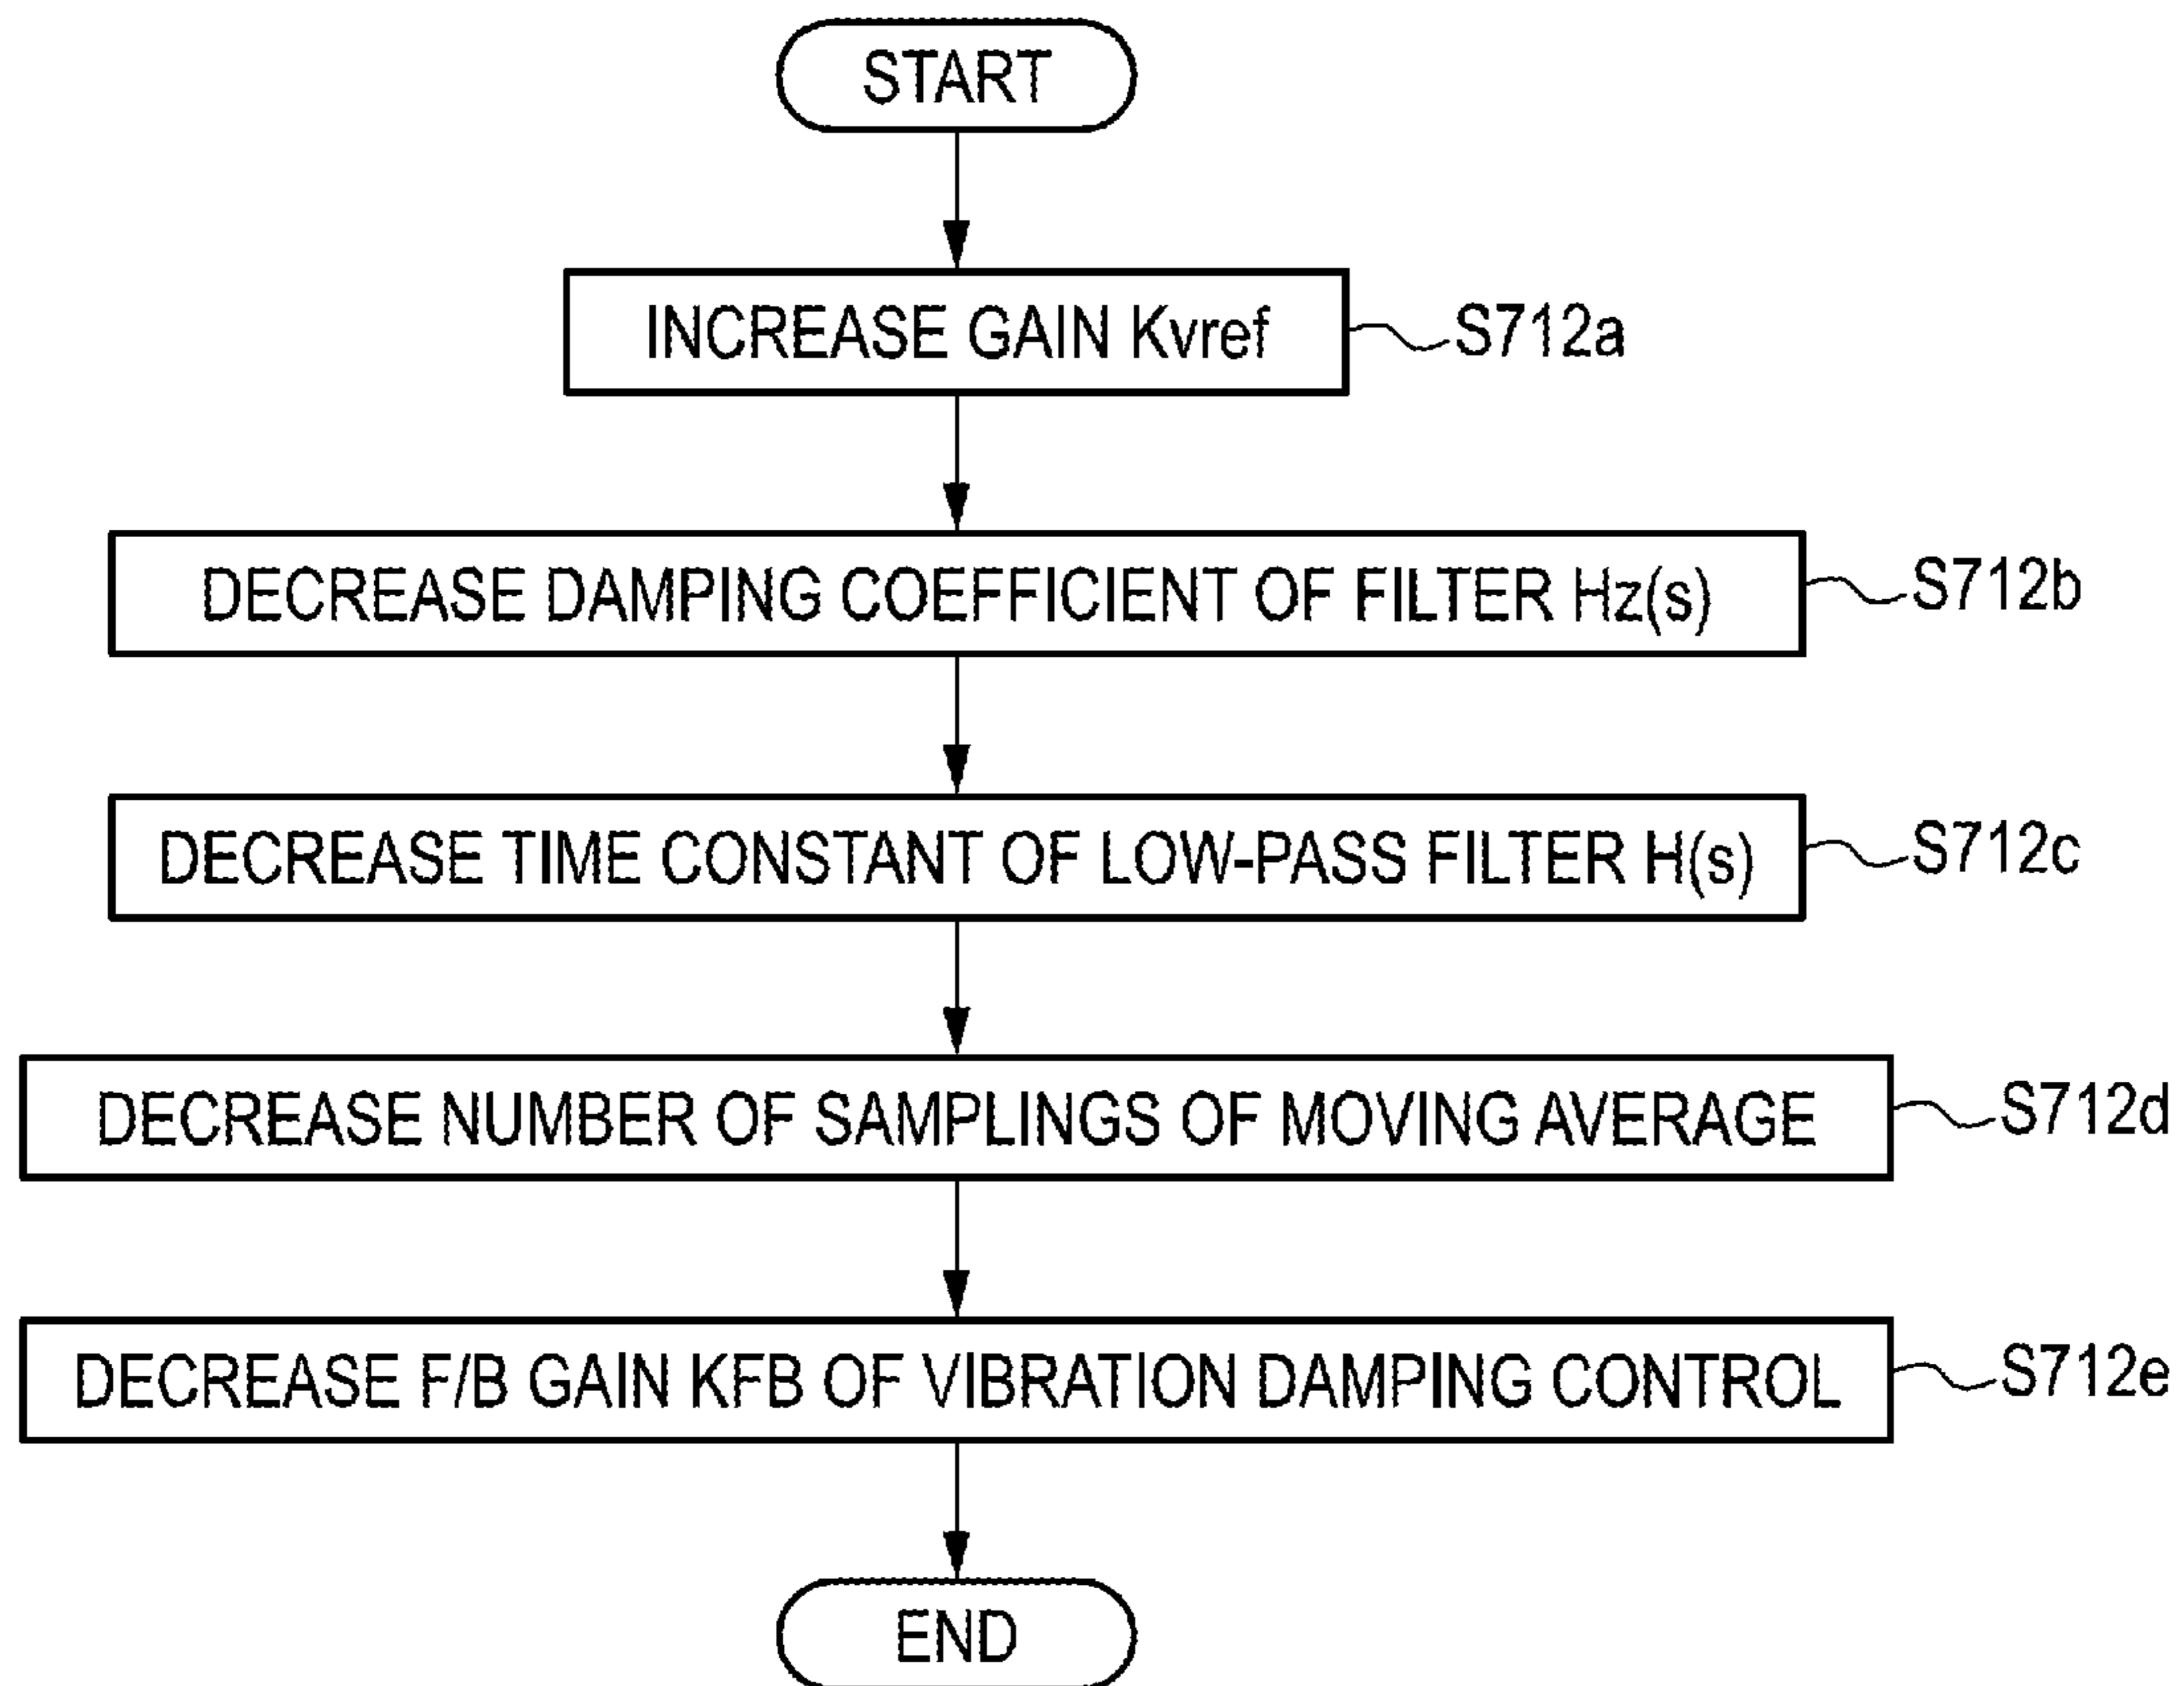 START
INCREASE GAIN Kvref
S712a
DECREASE DAMPING COEFFICIENT OF FILTER Hz(s)
S712b
DECREASE TIME CONSTANT OF LOW-PASS FILTER H(s)
S712c
DECREASE NUMBER OF SAMPLINGS OF MOVING AVERAGE
S712d
DECREASE F/B GAIN KFB OF VIBRATION DAMPING CONTROL
S712e
END